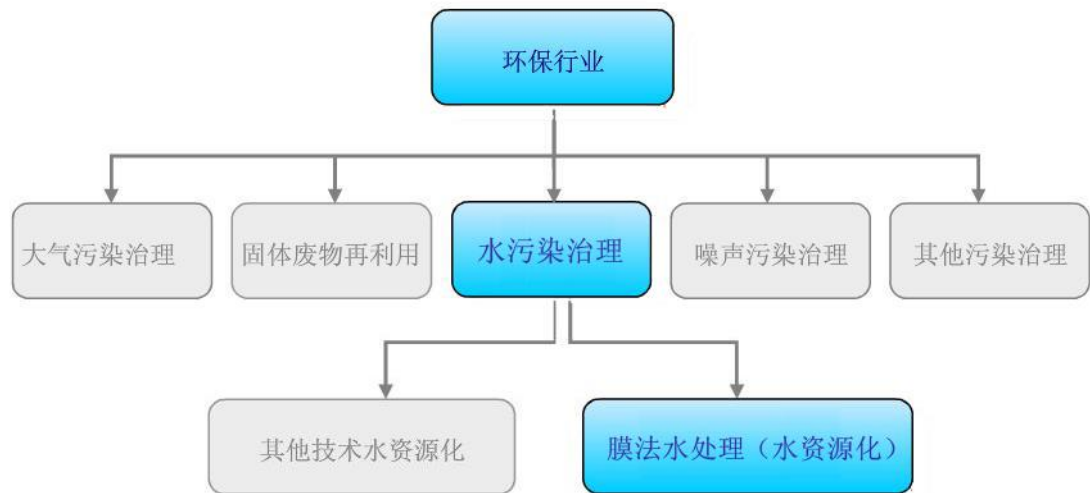 环保行业
大气污染治理
固体废物再利用
水污染治理
噪声污染治理
其他污染治理
其他技术水资源化
膜法水处理（水资源化）